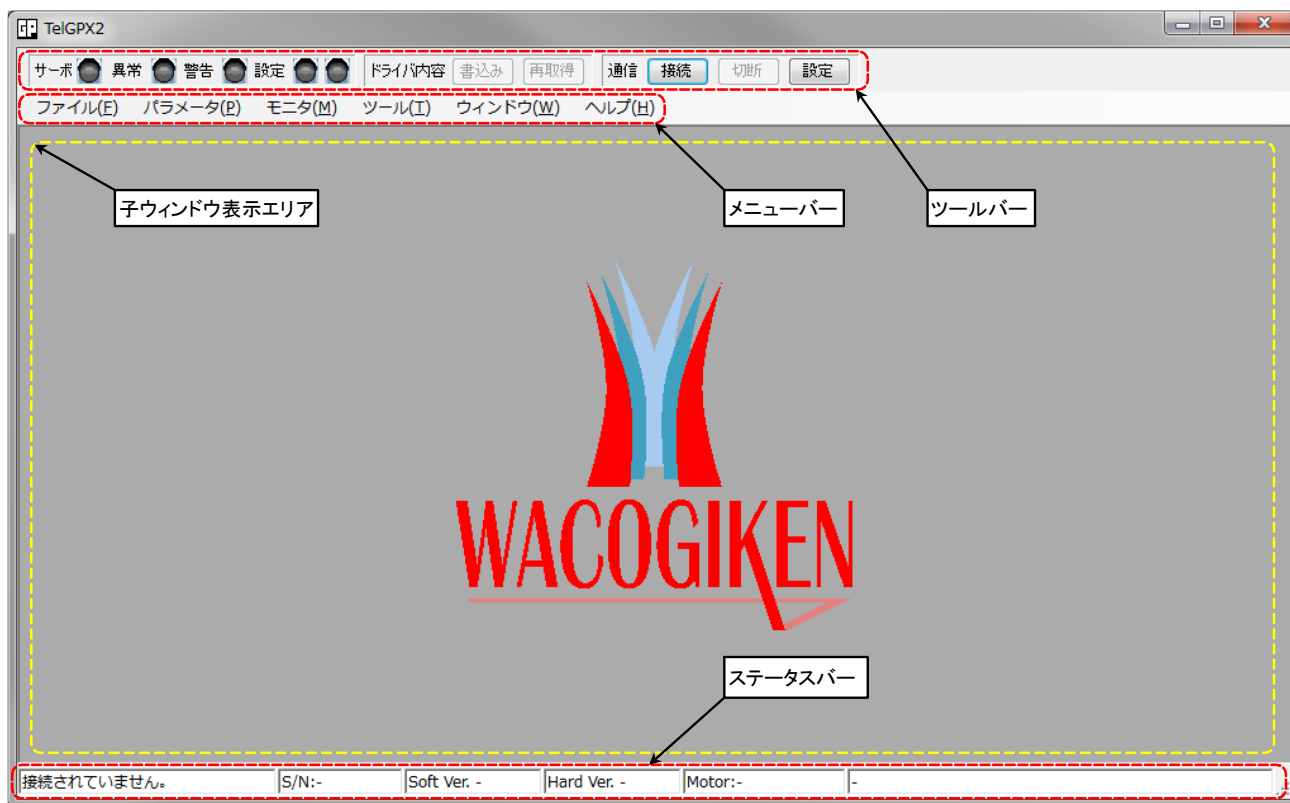 TelGPX2
サーボ 異常 警告 設定 ドライバ内容 書込み 再取得 通信 接続 切断 設定
ファイル(F) パラメータ(P) モニタ(M) ツール(T) ウィンドウ(W) ヘルプ(H)
子ウィンドウ表示エリア メニューバー ツールバー
WACOGIKEN
ステータスバー
接続されていません。 S/N:- Soft Ver. - Hard Ver. - Motor:- -